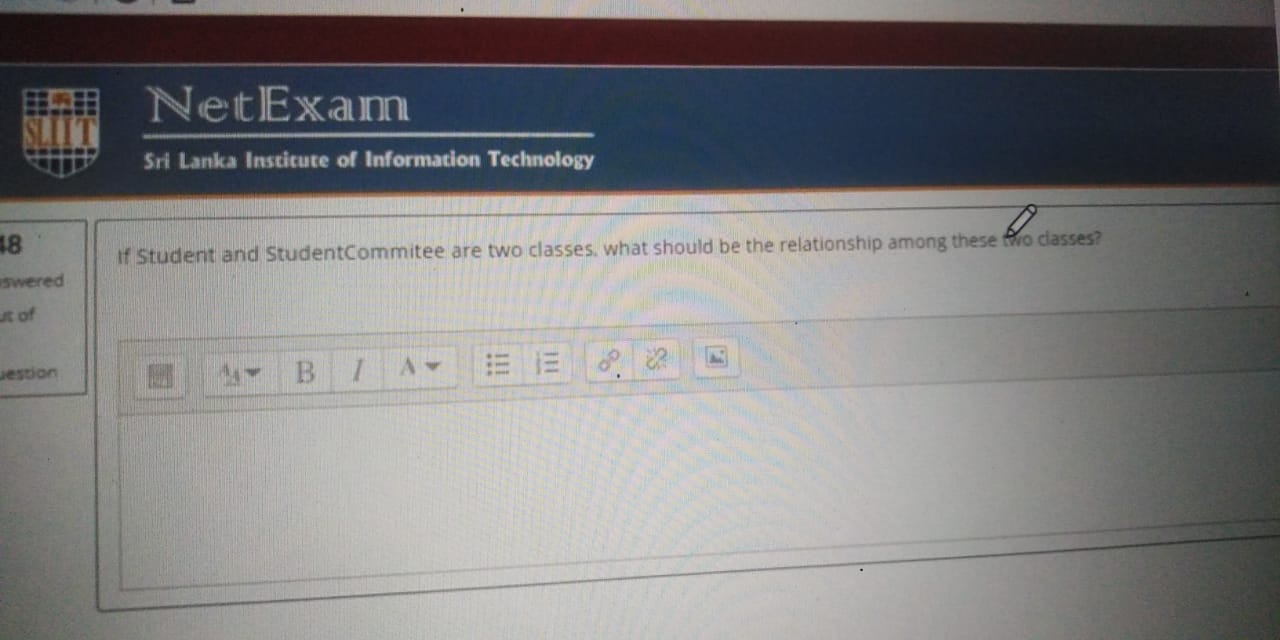 SLIIT
NetExam
Sri Lanka Institute of Information Technology
48
swered
ut of
uestion
If Student and StudentCommitee are two classes, what should be the relationship among these two classes?
B I A